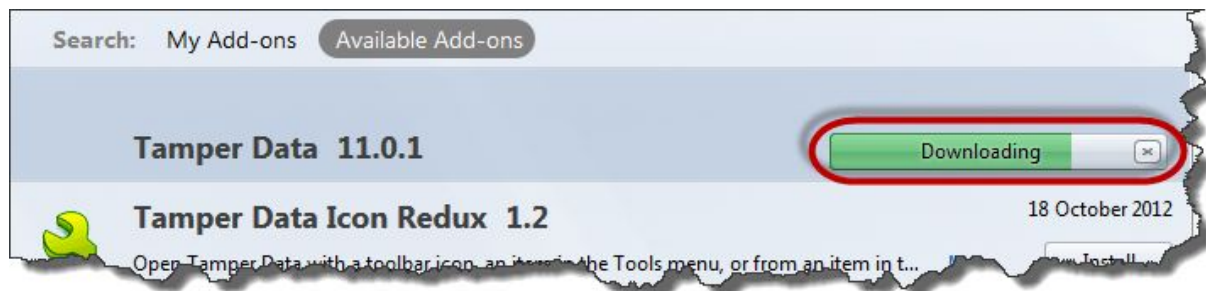 Search: My Add-ons Available Add-ons
Tamper Data 11.0.1
Downloading
Tamper Data Icon Redux 1.2
18 October 2012
Open Tamper Data with a toolbar icon, an item in the Tools menu, or from an item in t...
Install